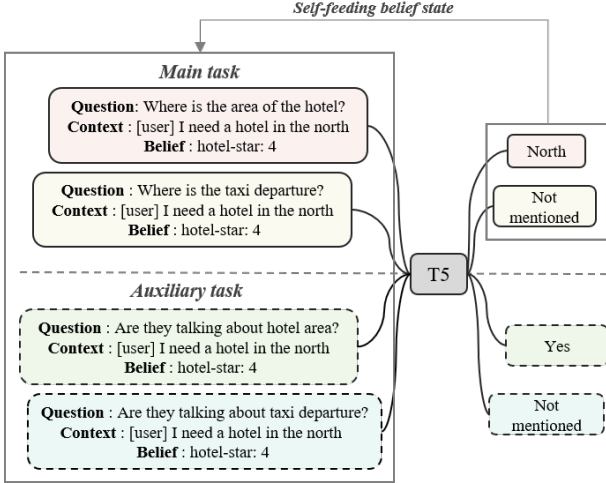 Self-feeding belief state
Main task
Question: Where is the area of the hotel?
Context : [user] I need a hotel in the north
Belief : hotel-star: 4
Question : Where is the taxi departure?
Context : [user] I need a hotel in the north
Belief : hotel-star: 4
North
Not
mentioned
T5
Auxiliary task
Question : Are they talking about hotel area?
Context : [user] I need a hotel in the north
Belief : hotel-star: 4
Question : Are they talking about taxi departure?
Context : [user] I need a hotel in the north
Belief : hotel-star: 4
Yes
Not
mentioned